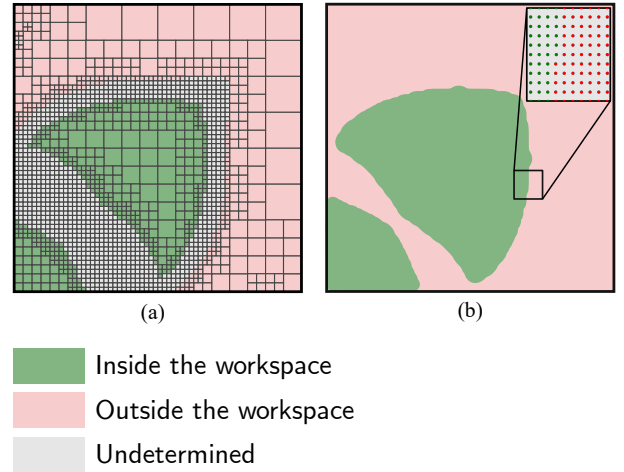 (a)
(b)
Inside the workspace
Outside the workspace
Undetermined